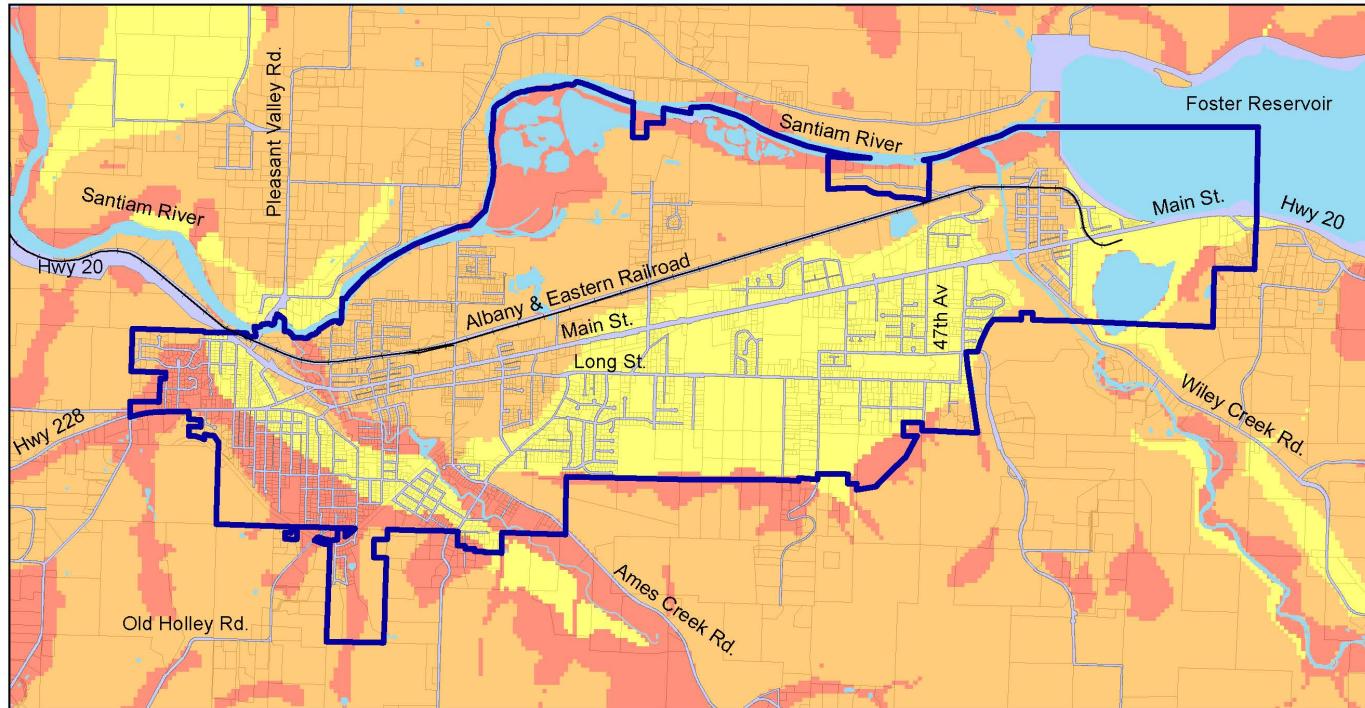 Foster Reservoir
Santiam River
Pleasant Valley Rd.
Santiam River
Main St.
Hwy 20
Hwy 20
Albany & Eastern Railroad
Main St.
47th Av
Long St.
Wiley Creek Rd.
Hwy 228
Ames Creek Rd.
Old Holley Rd.